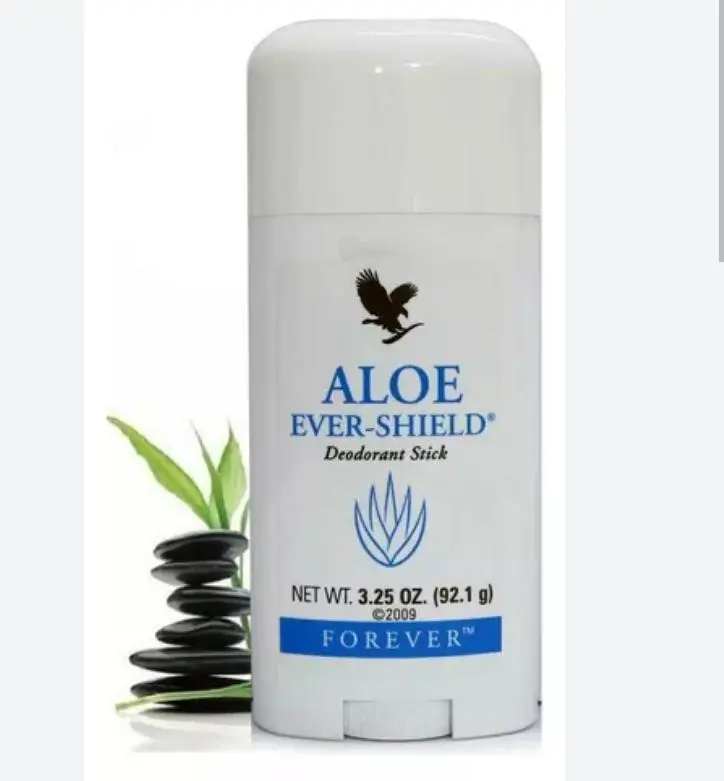 ALOE
EVER-SHIELD®
Deodorant Stick
NET WT. 3.25 OZ. (92.1 g)
©2009
FOREVER™